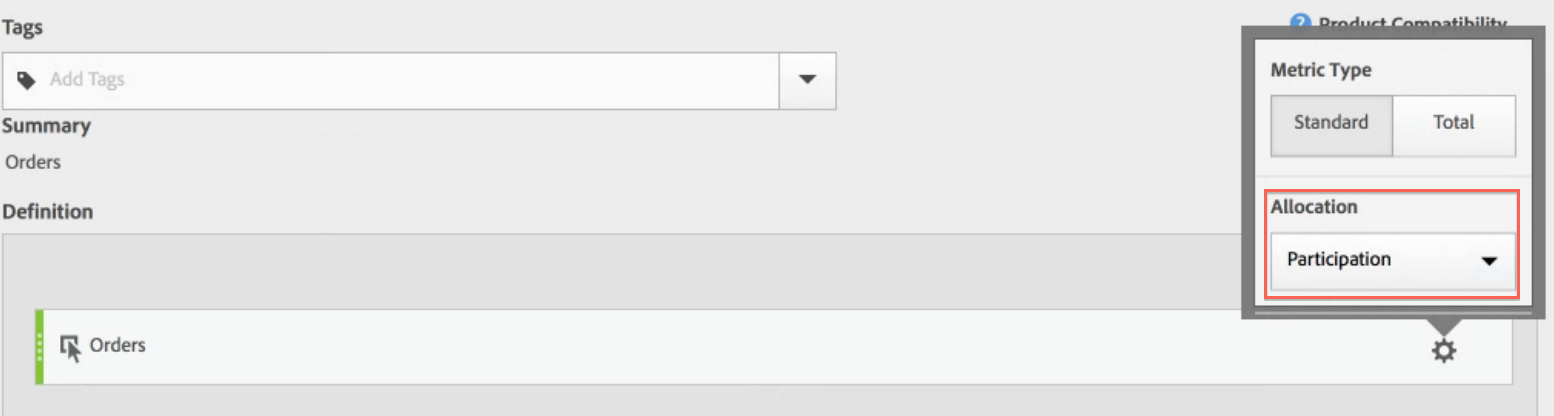 Tags
? Product Compatibility
Add Tags
Metric Type
Standard Total
Summary
Orders
Allocation
Definition
Participation
Orders